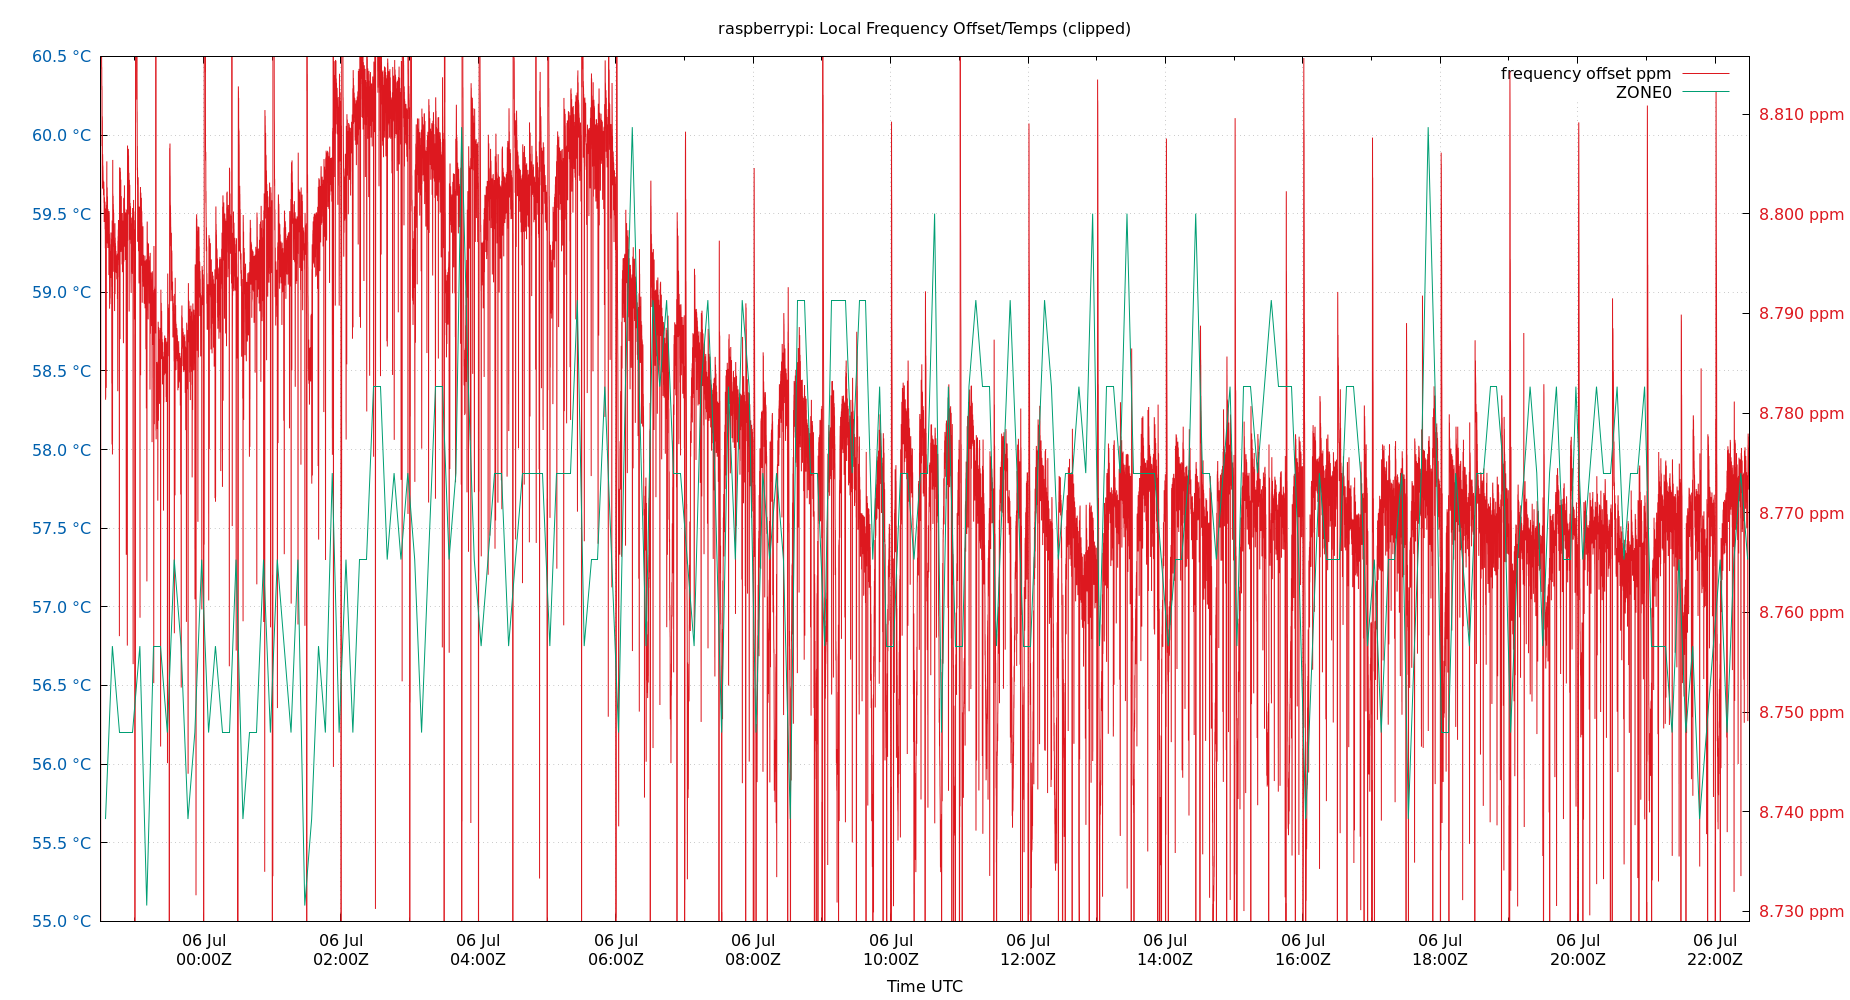 raspberrypi: Local Frequency Offset/Temps (clipped)
frequency offset ppm
ZONE0
60.5 °C
60.0 °C
59.5 °C
59.0 °C
58.5 °C
58.0 °C
57.5 °C
57.0 °C
56.5 °C
56.0 °C
55.5 °C
55.0 °C
8.810 ppm
8.800 ppm
8.790 ppm
8.780 ppm
8.770 ppm
8.760 ppm
8.750 ppm
8.740 ppm
8.730 ppm
06 Jul 06 Jul 06 Jul 06 Jul 06 Jul 06 Jul 06 Jul 06 Jul 06 Jul 06 Jul 06 Jul 06 Jul
00:00Z 02:00Z 04:00Z 06:00Z 08:00Z 10:00Z 12:00Z 14:00Z 16:00Z 18:00Z 20:00Z 22:00Z
Time UTC